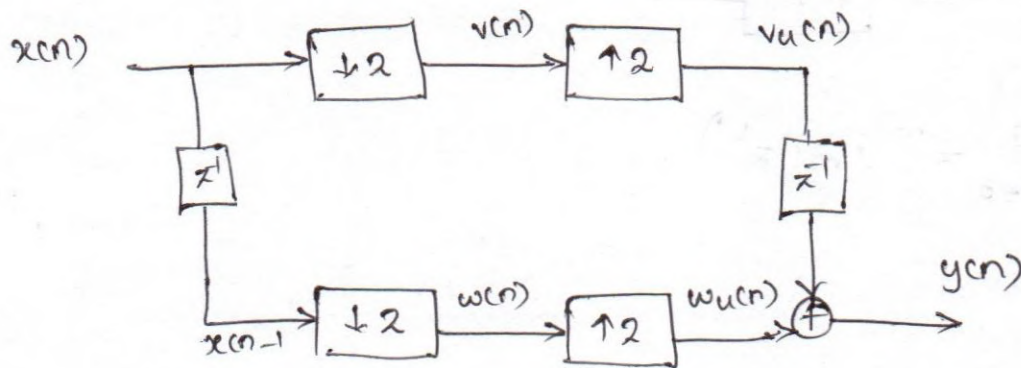 x(n) ↓2 v(n) ↑2 vu(n)
z⁻¹ z⁻¹
x(n-1 ↓2 w(n) ↑2 wu(n) + y(n)